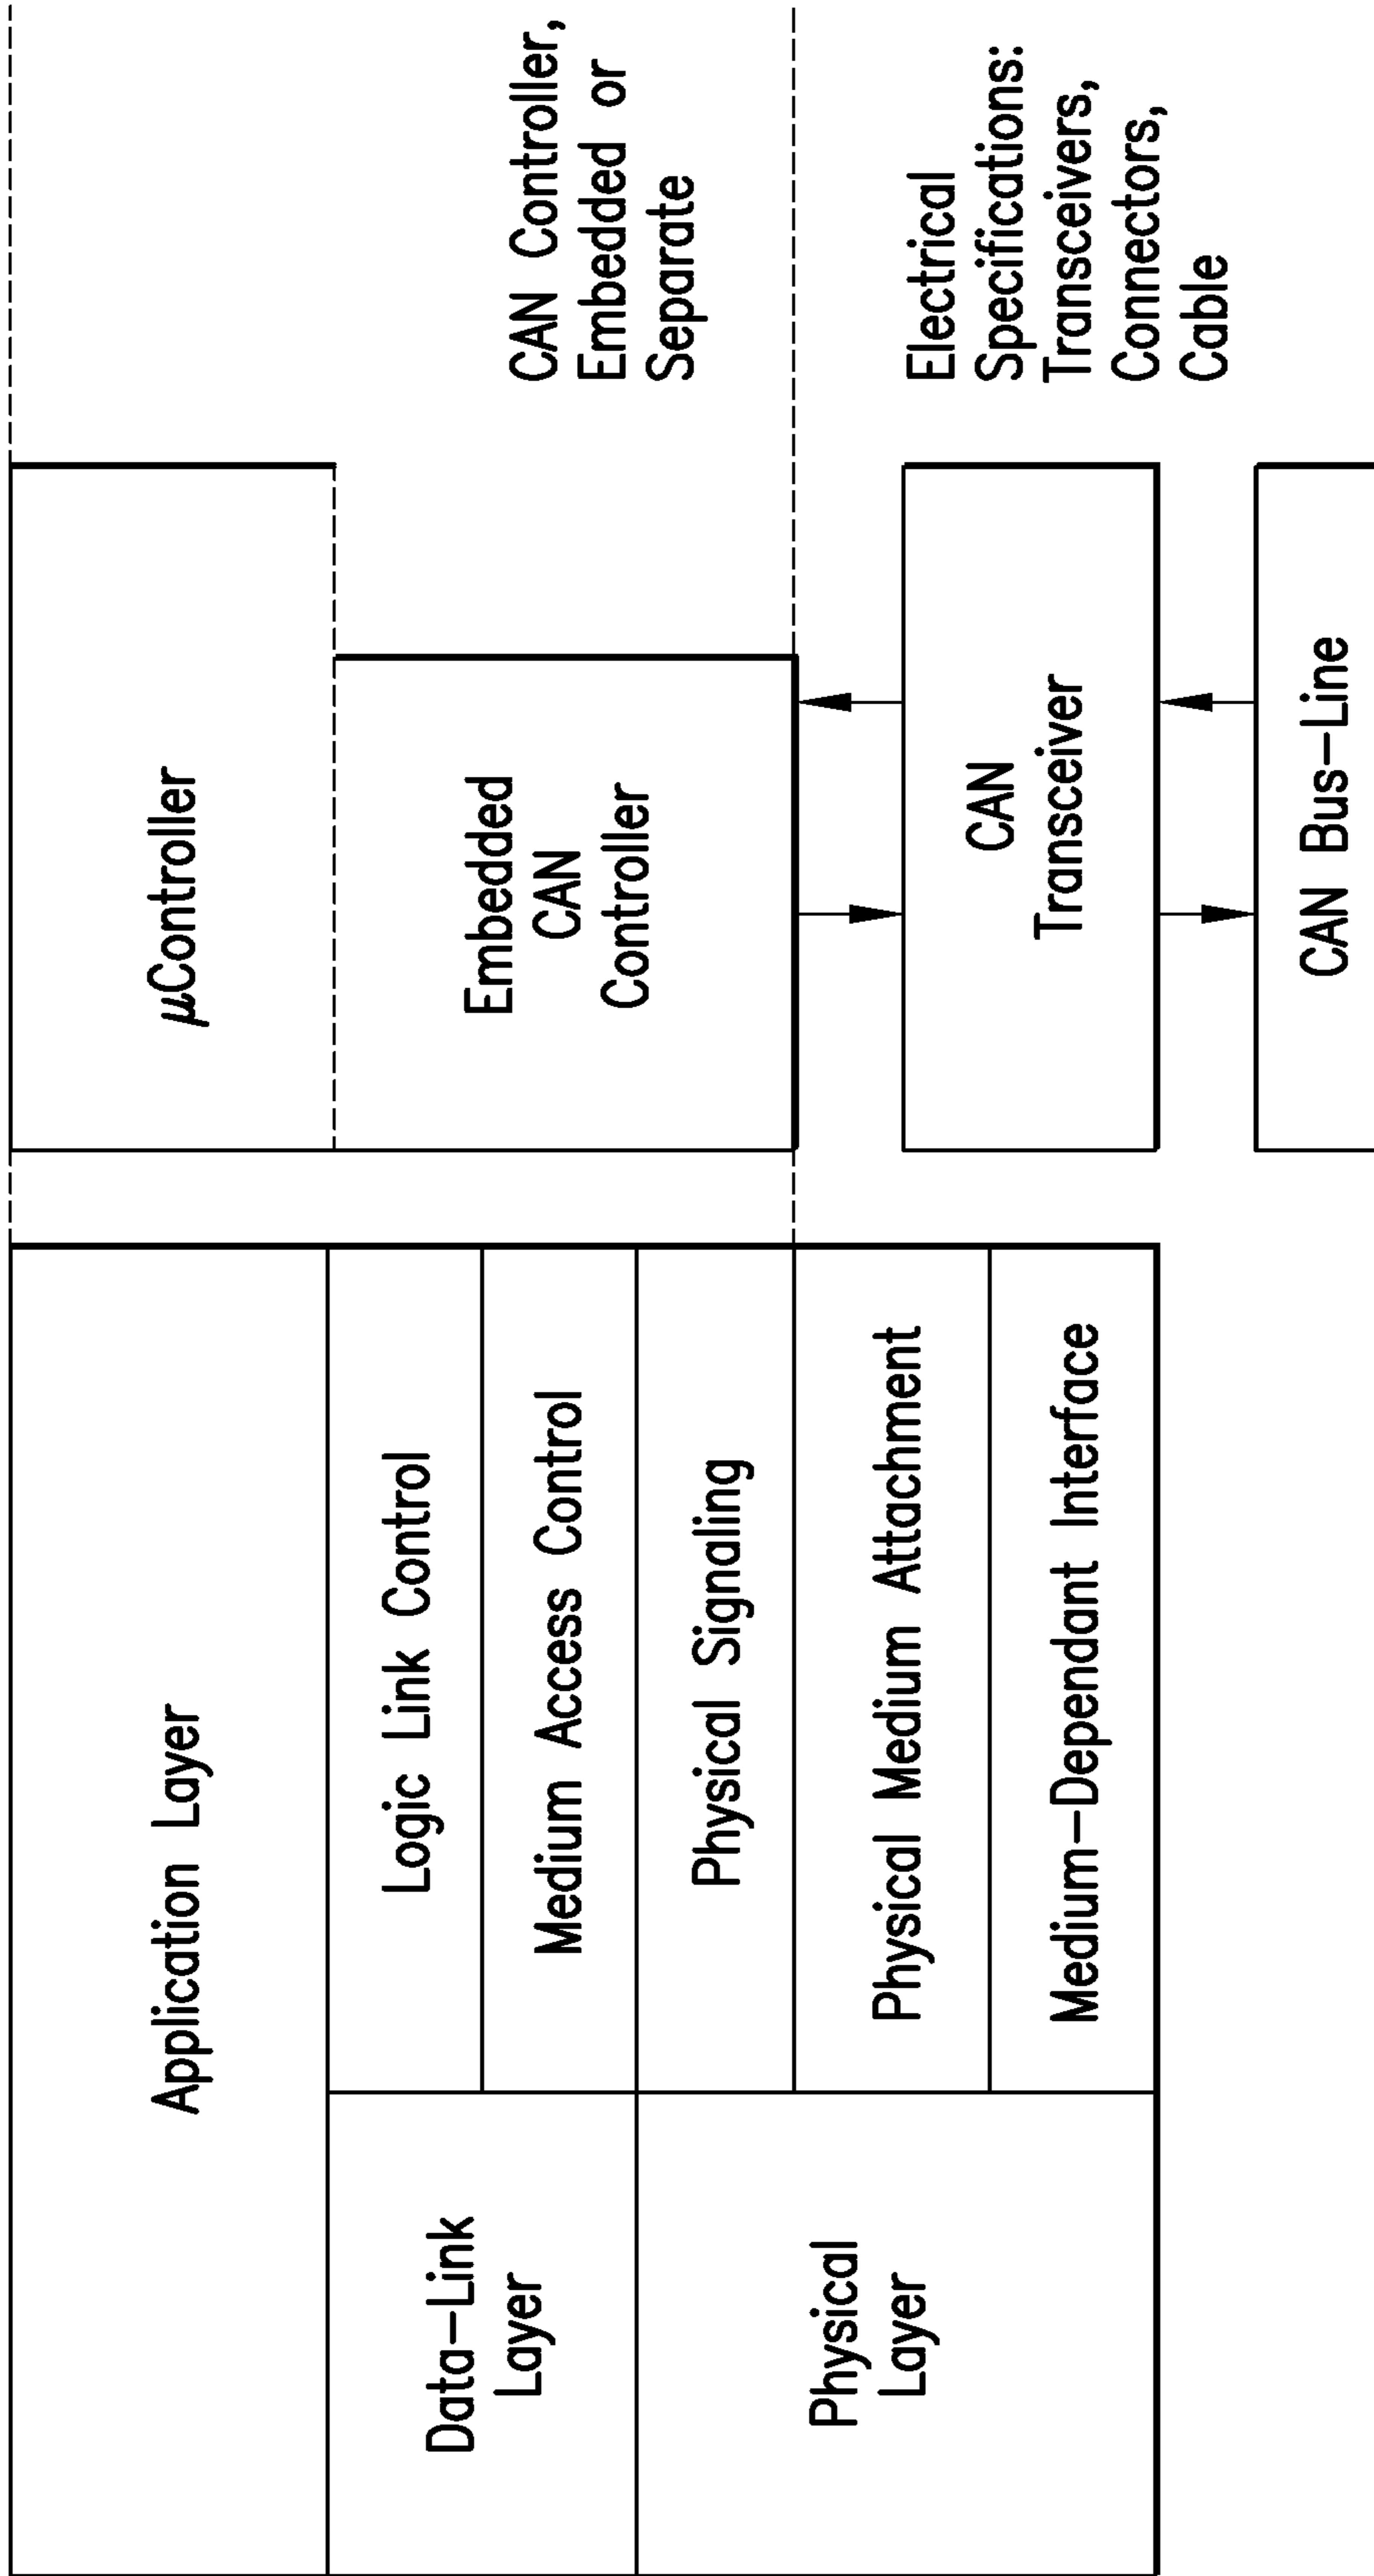 Application Layer
Data-Link
Layer
Logic Link Control
Medium Access Control
Physical
Layer
Physical Signaling
Physical Medium Attachment
Medium-Dependant Interface
μController
Embedded
CAN
Controller
CAN
Transceiver
CAN Bus-Line
CAN Controller,
Embedded or
Separate
Electrical
Specifications:
Transceivers,
Connectors,
Cable